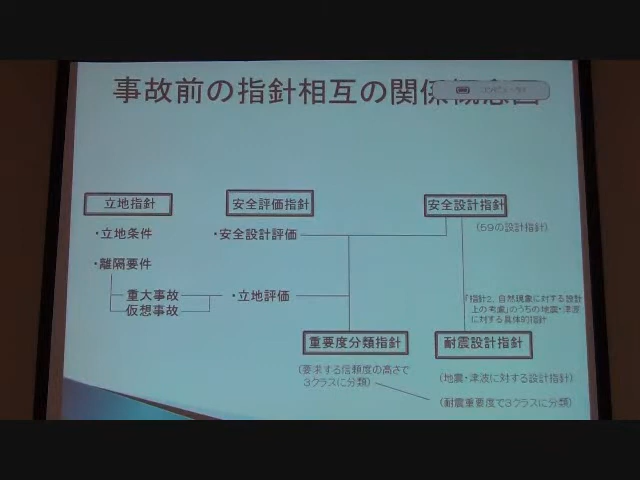 事故前の指針相互の関係概念図
立地指針
安全評価指針
安全設計指針
(59の設計指針)
・立地条件
・安全設計評価
・離隔要件
重大事故
仮想事故
・立地評価
「指針2．自然現象に対する設計
上の考慮」のうちの地震・津波
に対する具体的指針
重要度分類指針
耐震設計指針
(要求する信頼度の高さで
3クラスに分類)
(地震・津波に対する設計指針)
(耐震重要度で3クラスに分類)